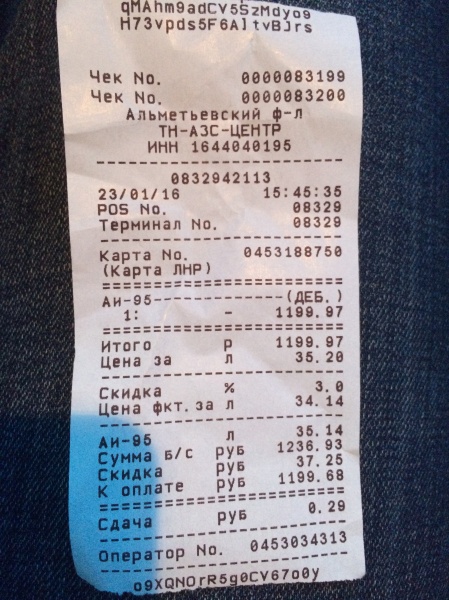 qMAhm9adCV5SzMdyo9
H73vpds5F6AltvBJrs
Чек No. 0000083199
Чек No. 0000083200
Альметьевский ф-л
ТН-АЗС-ЦЕНТР
ИНН 1644040195
0832942113
23/01/16 15:45:35
POS No. 08329
Терминал No. 08329
Карта No. 0453188750
(Карта ЛНР)
Аи-95-----------------(ДЕБ.)
1: - 1199.97
Итого р 1199.97
Цена за л 35.20
Скидка % 3.0
Цена фкт.за л 34.14
Аи-95 л 35.14
Сумма б/с руб 1236.93
Скидка руб 37.25
К оплате руб 1199.68
Сдача руб 0.29
Оператор No. 0453034313
o9XQNOrR5g0CV67o0y